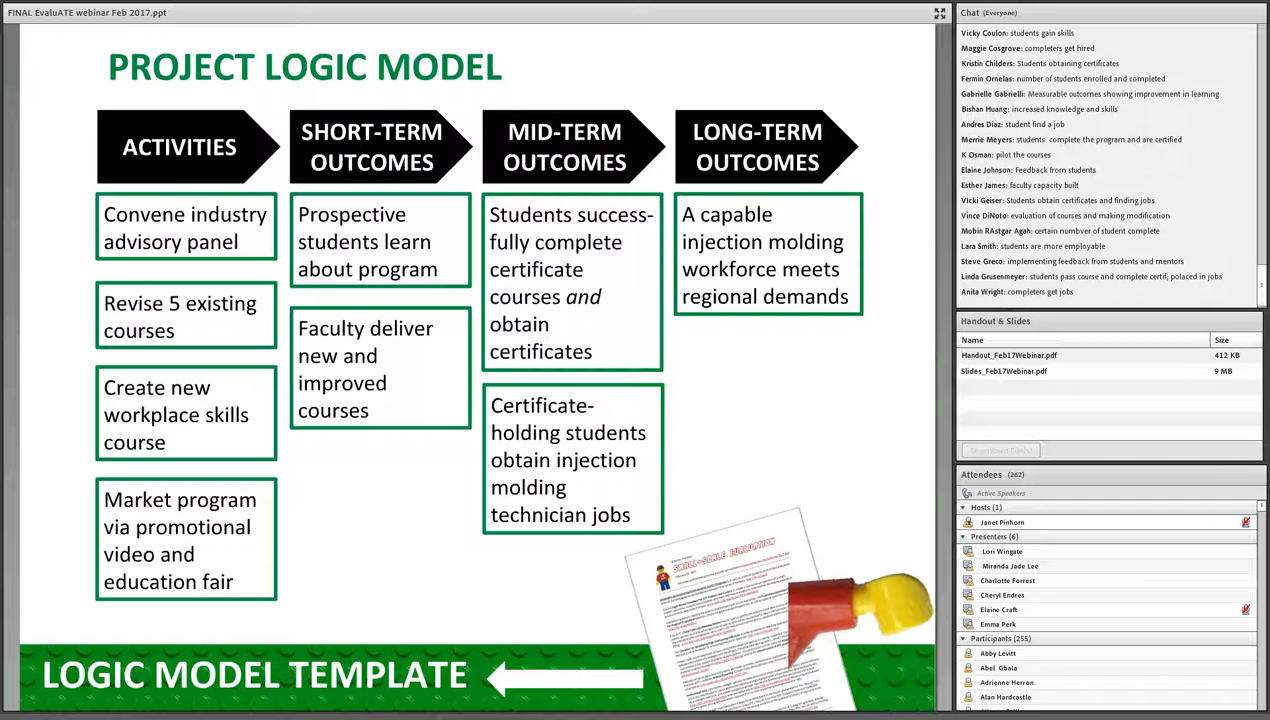 FINAL EvaluATE webinar Feb 2017.ppt
PROJECT LOGIC MODEL
ACTIVITIES
Convene industry
advisory panel
Revise 5 existing
courses
Create new
workplace skills
course
Market program
via promotional
video and
education fair
SHORT-TERM
OUTCOMES
Prospective
students learn
about program
Faculty deliver
new and
improved
courses
MID-TERM
OUTCOMES
Students success-
fully complete
certificate
courses and
obtain
certificates
Certificate-
holding students
obtain injection
molding
technician jobs
LONG-TERM
OUTCOMES
A capable
injection molding
workforce meets
regional demands
SMALL-SCALE EVALUATION
LOGIC MODEL TEMPLATE
Chat (Everyone)
Vicky Coulon: students gain skills
Maggie Cosgrove: completers get hired
Kristin Childers: Students obtaining certificates
Fermin Ornelas: number of students enrolled and completed
Gabrielle Gabrielli: Measurable outcomes showing improvement in learning
Bishan Huang: increased knowledge and skills
Andres Diaz: student find a job
Merrie Meyers: students complete the program and are certified
K Osman: pilot the courses
Elaine Johnson: Feedback from students
Esther James: faculty capacity built
VIcki Geiser: Students obtain certificates and finding jobs
Vince DiNoto: evaluation of courses and making modification
Mobin RAstgar Agah: certain numbver of student complete
Lara Smith: students are more employable
Steve Greco: implementing feedback from students and mentors
Linda Grusenmeyer: students pass course and complete certif; polaced in jobs
Anita Wright: completers get jobs
Handout & Slides
Name Size
Handout_Feb17Webinar.pdf 412 KB
Slides_Feb17Webinar.pdf 9 MB
Download File(s)
Attendees (262)
Active Speakers
Hosts (1)
Janet Pinhorn
Presenters (6)
Lori Wingate
Miranda Jade Lee
Charlotte Forrest
Cheryl Endres
Elaine Craft
Emma Perk
Participants (255)
Abby Levitt
Abel Gbala
Adrienne Herron
Alan Hardcastle